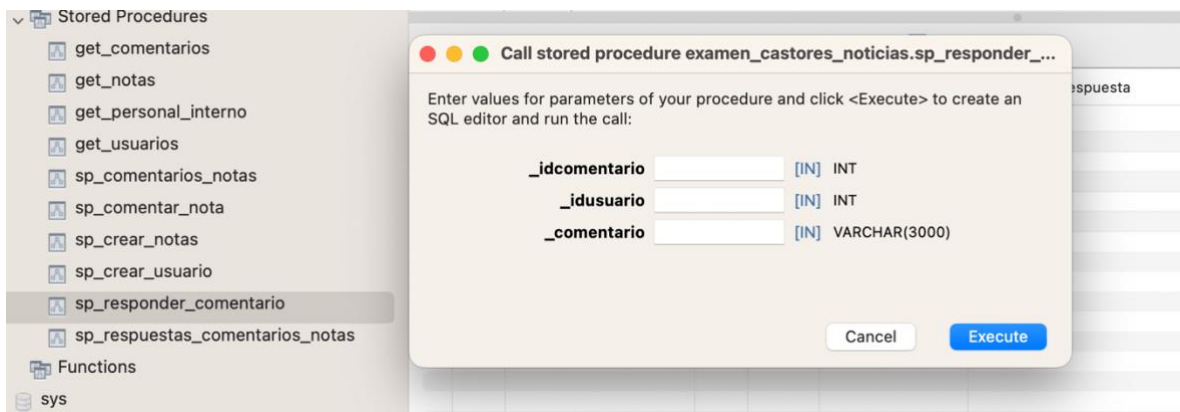 Stored Procedures
get_comentarios
get_notas
get_personal_interno
get_usuarios
sp_comentarios_notas
sp_comentar_nota
sp_crear_notas
sp_crear_usuario
sp_responder_comentario
sp_respuestas_comentarios_notas
Functions
sys
Call stored procedure examen_castores_noticias.sp_responder_...
Enter values for parameters of your procedure and click <Execute> to create an
SQL editor and run the call:
_idcomentario [IN] INT
_idusuario [IN] INT
_comentario [IN] VARCHAR(3000)
Cancel Execute